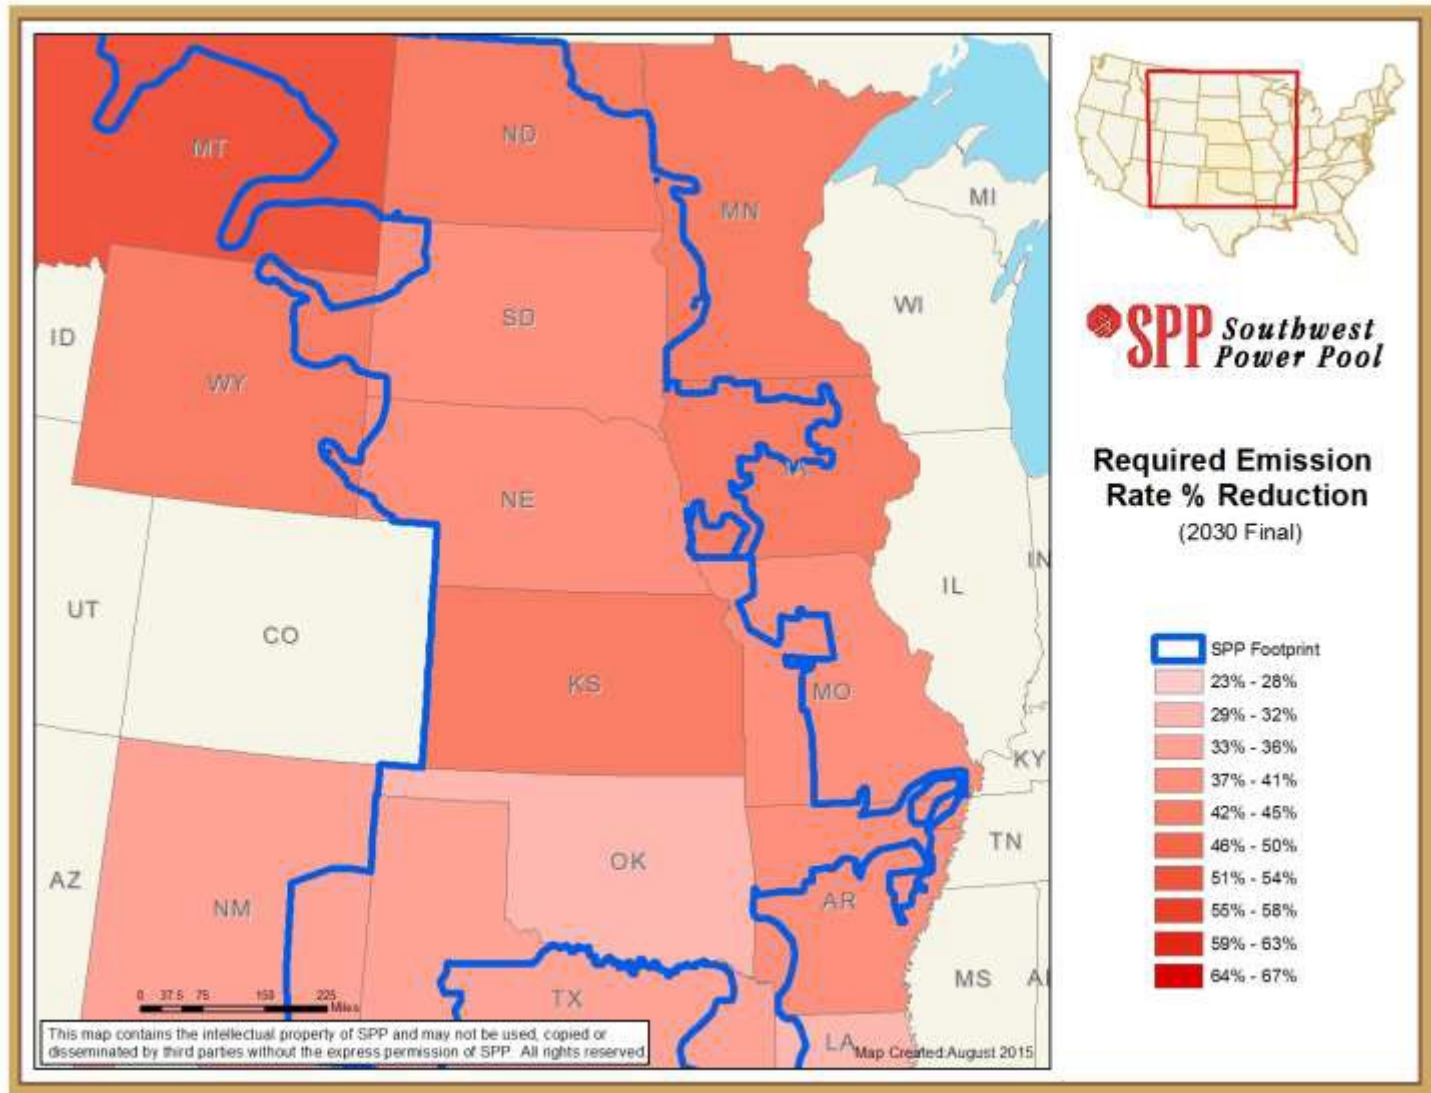 MT
ND
MN
MI
ID
SD
WI
WY
NE
IN
UT
CO
IL
KS
MO
KY
TN
AZ
NM
OK
AR
MS
TX
LA
0 37.5 75 150 225
Miles
This map contains the intellectual property of SPP and may not be used, copied or
disseminated by third parties without the express permission of SPP. All rights reserved.
Map Created:August 2015
SPP Southwest
Power Pool
Required Emission
Rate % Reduction
(2030 Final)
SPP Footprint
23% - 28%
29% - 32%
33% - 36%
37% - 41%
42% - 45%
46% - 50%
51% - 54%
55% - 58%
59% - 63%
64% - 67%